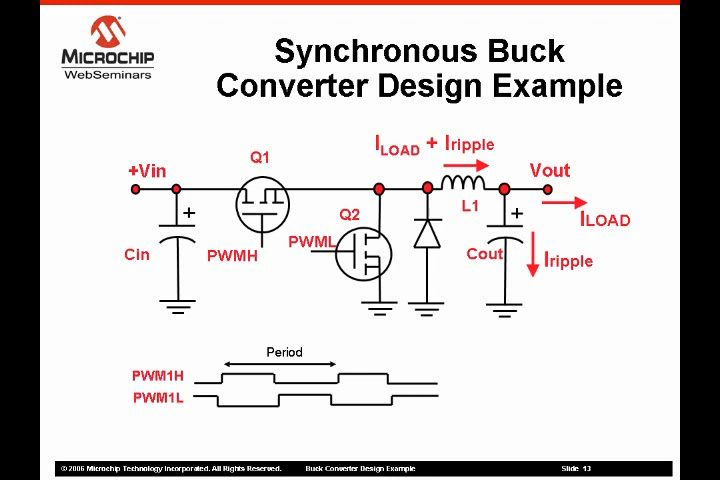 MICROCHIP
WebSeminars
Synchronous Buck
Converter Design Example
ILOAD + Iripple
Q1
+Vin
Vout
Q2
L1
ILOAD
PWML
Cin
PWMH
Cout
Iripple
Period
PWM1H
PWM1L
© 2006 Microchip Technology Incorporated. All Rights Reserved. Buck Converter Design Example Slide 13